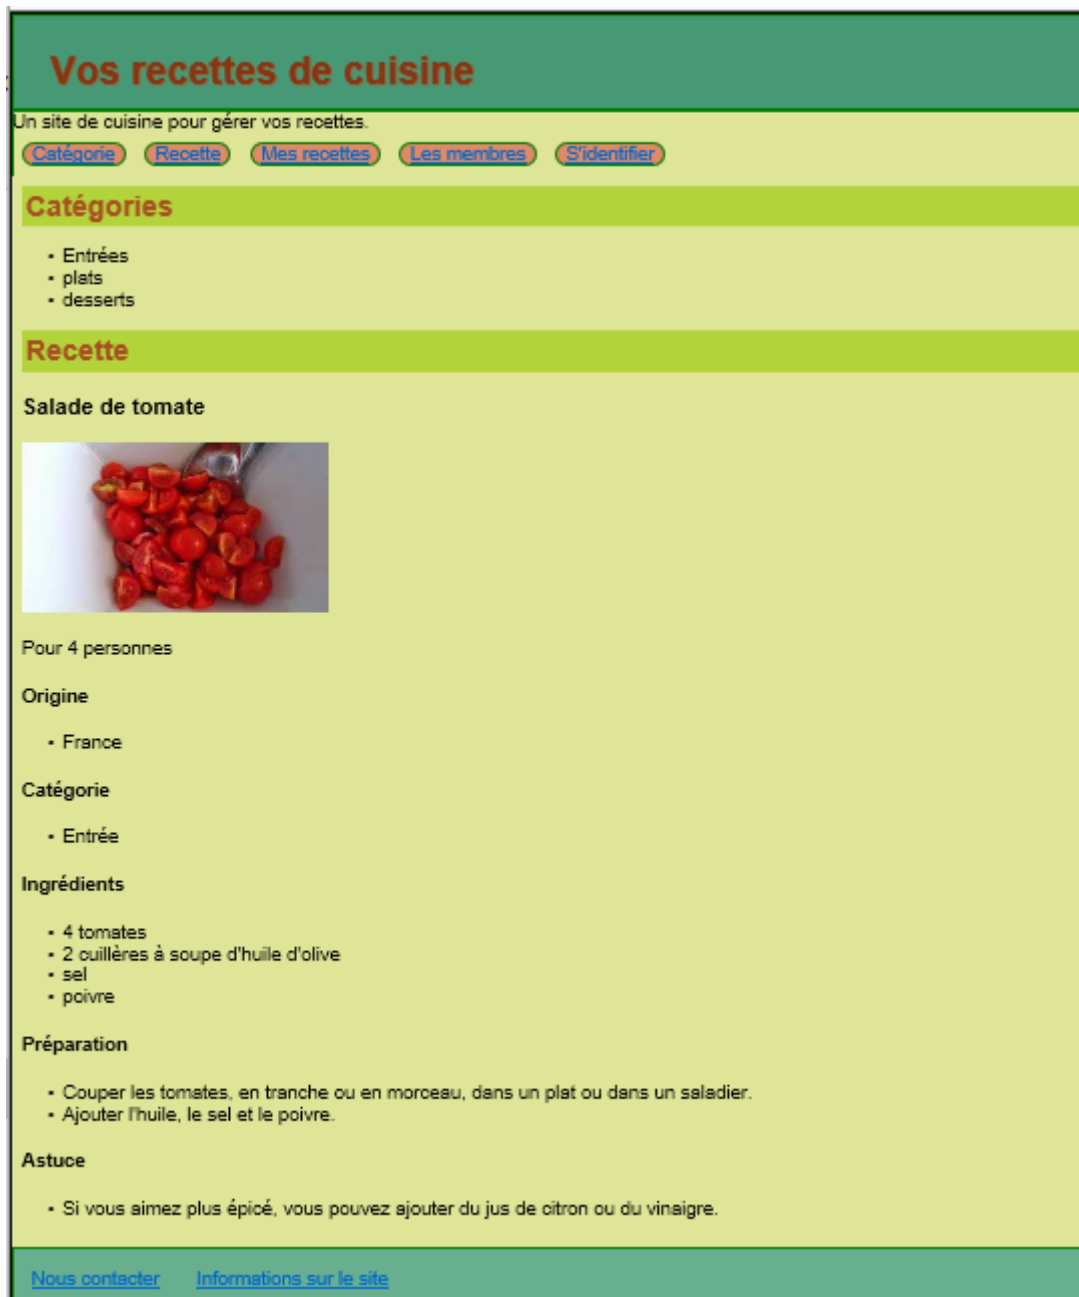 Vos recettes de cuisine
Un site de cuisine pour gérer vos recettes.
Catégorie Recette Mes recettes Les membres S'identifier
Catégories
Entrées
plats
desserts
Recette
Salade de tomate
Pour 4 personnes
Origine
France
Catégorie
Entrée
Ingrédients
4 tomates
2 cuillères à soupe d'huile d'olive
sel
poivre
Préparation
Couper les tomates, en tranche ou en morceau, dans un plat ou dans un saladier.
Ajouter l'huile, le sel et le poivre.
Astuce
Si vous aimez plus épicé, vous pouvez ajouter du jus de citron ou du vinaigre.
Nous contacter Informations sur le site